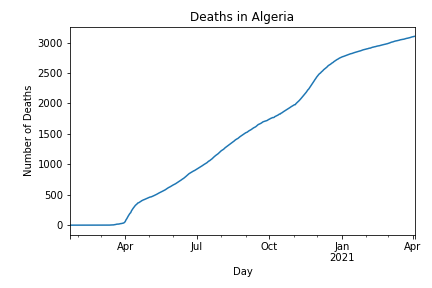 Deaths in Algeria
3000
2500
2000
1500
1000
500
0
Number of Deaths
Apr
Jul
Oct
Jan
2021
Apr
Day